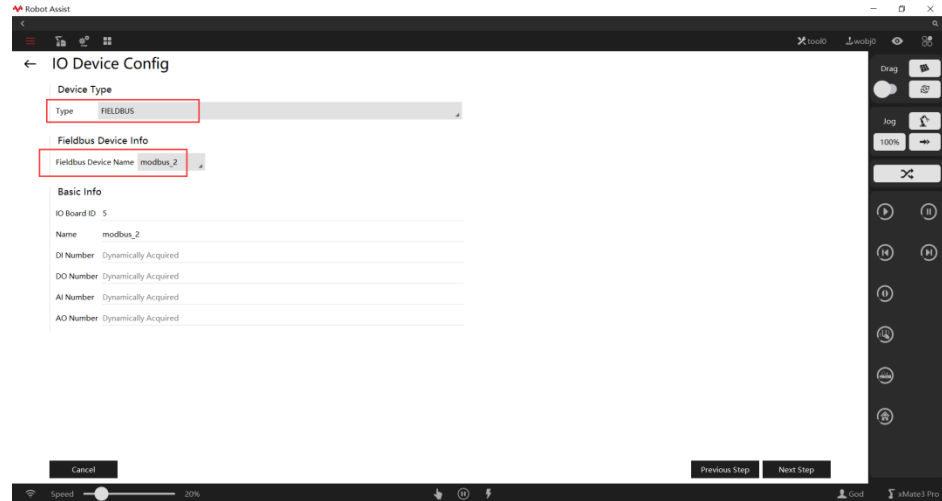 Robot Assist
tool0 wobj0
IO Device Config
Drag
Device Type
Type FIELDBUS
Jog
Fieldbus Device Info
100%
Fieldbus Device Name modbus_2
Basic Info
IO Board ID 5
Name modbus_2
DI Number Dynamically Acquired
DO Number Dynamically Acquired
AI Number Dynamically Acquired
AO Number Dynamically Acquired
Cancel Previous Step Next Step
Speed 20% God xMate3 Pro